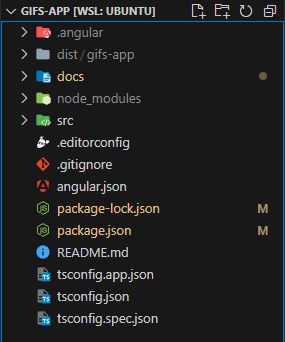 GIFS-APP [WSL: UBUNTU]
.angular
dist / gifs-app
docs
node_modules
src
.editorconfig
.gitignore
angular.json
package-lock.json M
package.json M
README.md
tsconfig.app.json
tsconfig.json
tsconfig.spec.json